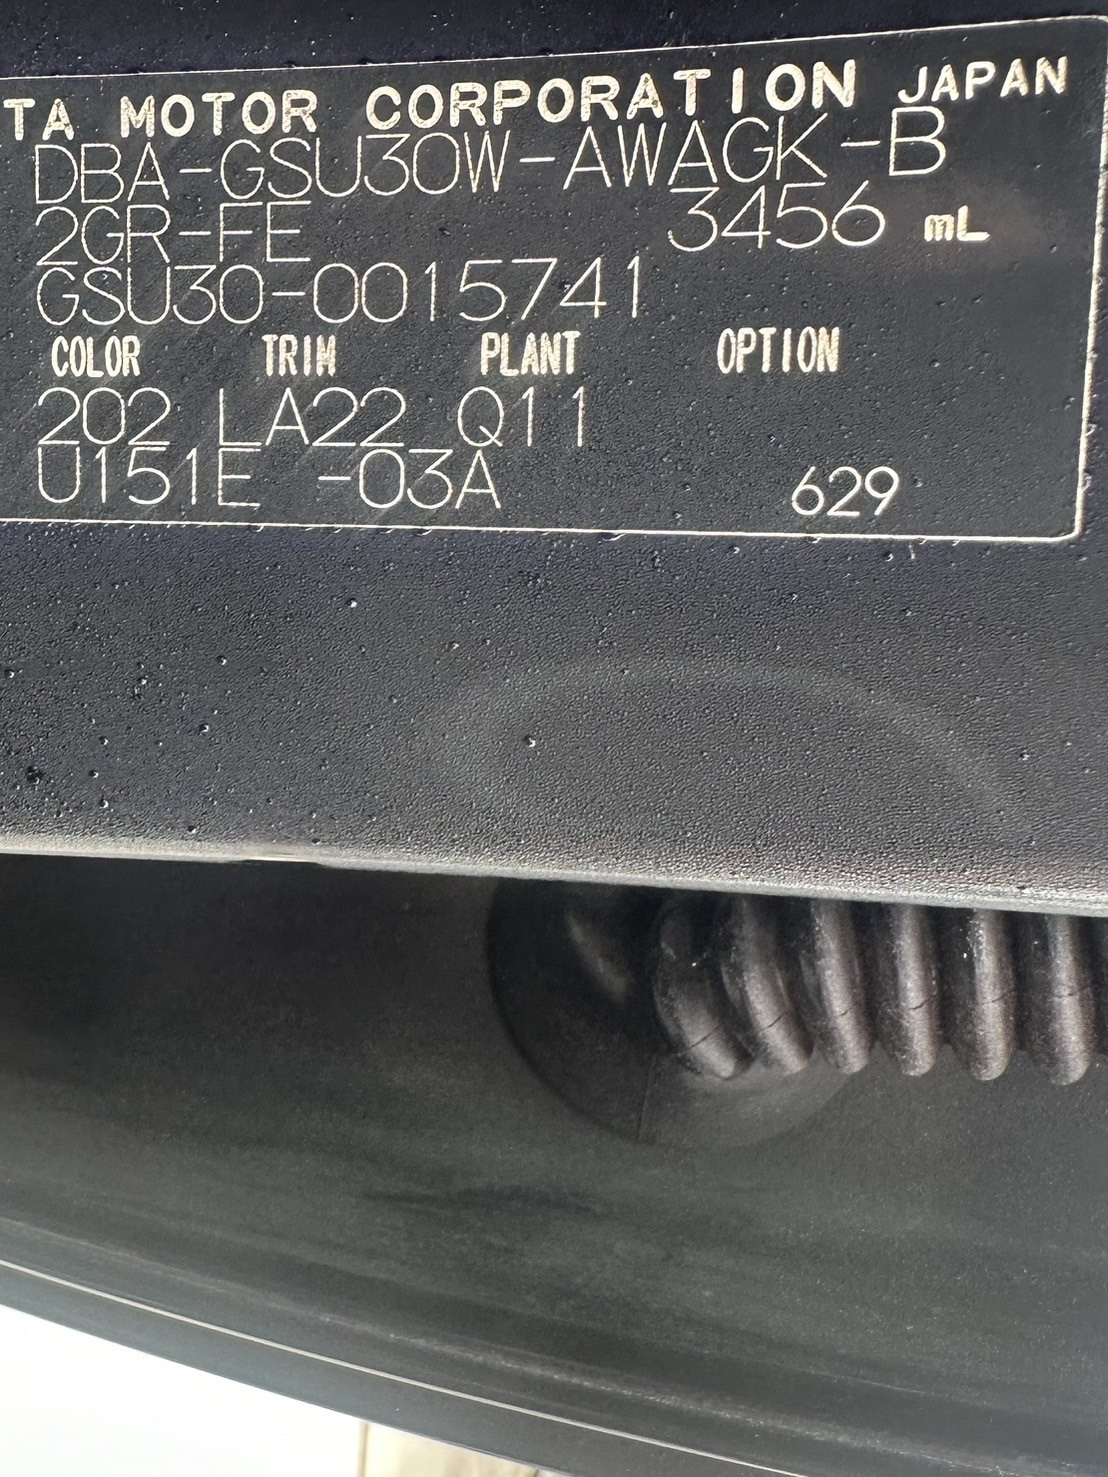 TA MOTOR CORPORATION JAPAN
DBA-GSU30W-AWAGK-B
2GR-FE 3456 mL
GSU30-0015741
COLOR TRIM PLANT OPTION
202 LA22 Q11
U151E -03A 629